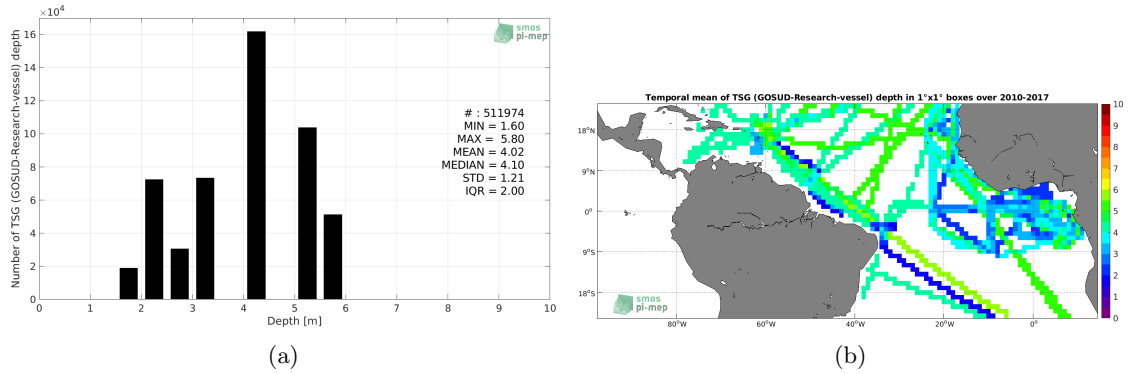 ×10⁴
16
14
12
10
8
6
4
2
0
Number of TSG (GOSUD-Research-vessel) depth
smos
pi-mep
# : 511974
MIN = 1.60
MAX = 5.80
MEAN = 4.02
MEDIAN = 4.10
STD = 1.21
IQR = 2.00
0 1 2 3 4 5 6 7 8 9 10
Depth [m]
(a)
Temporal mean of TSG (GOSUD-Research-vessel) depth in 1°x1° boxes over 2010-2017
18°N
9°N
0°
9°S
18°S
80°W 60°W 40°W 20°W 0°
smos
pi-mep
10
9
8
7
6
5
4
3
2
1
0
(b)